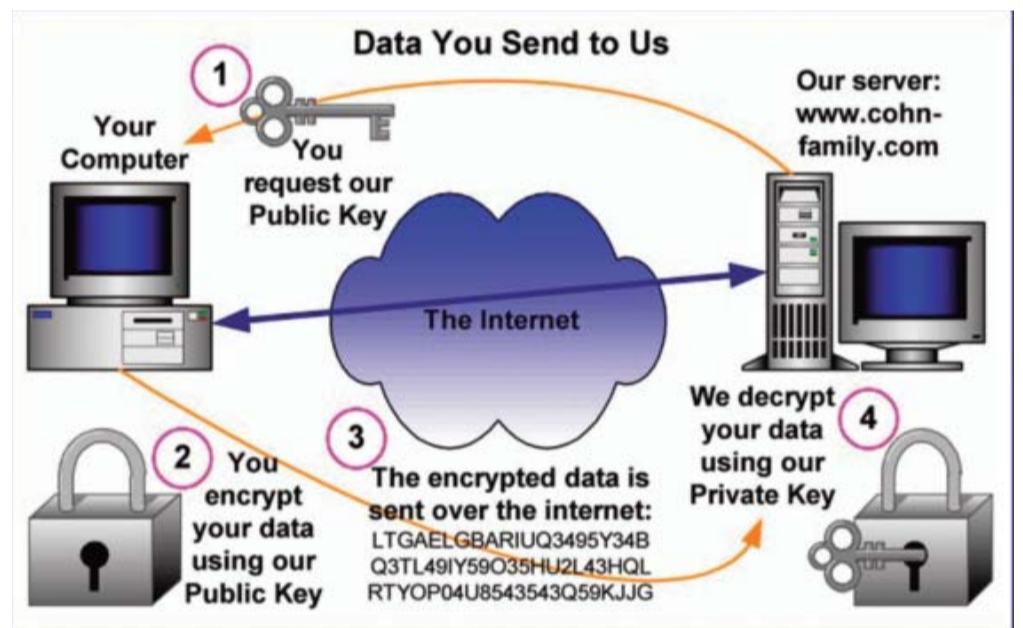 Data You Send to Us
1
Your
Computer
You
request our
Public Key
Our server:
www.cohn-
family.com
The Internet
2
You
encrypt
your data
using our
Public Key
3
The encrypted data is
sent over the internet:
LTGAELGBARIUQ3495Y34B
Q3TL49IY59O35HU2L43HQL
RTYOP04U8543543Q59KJJG
We decrypt
your data
using our
Private Key
4